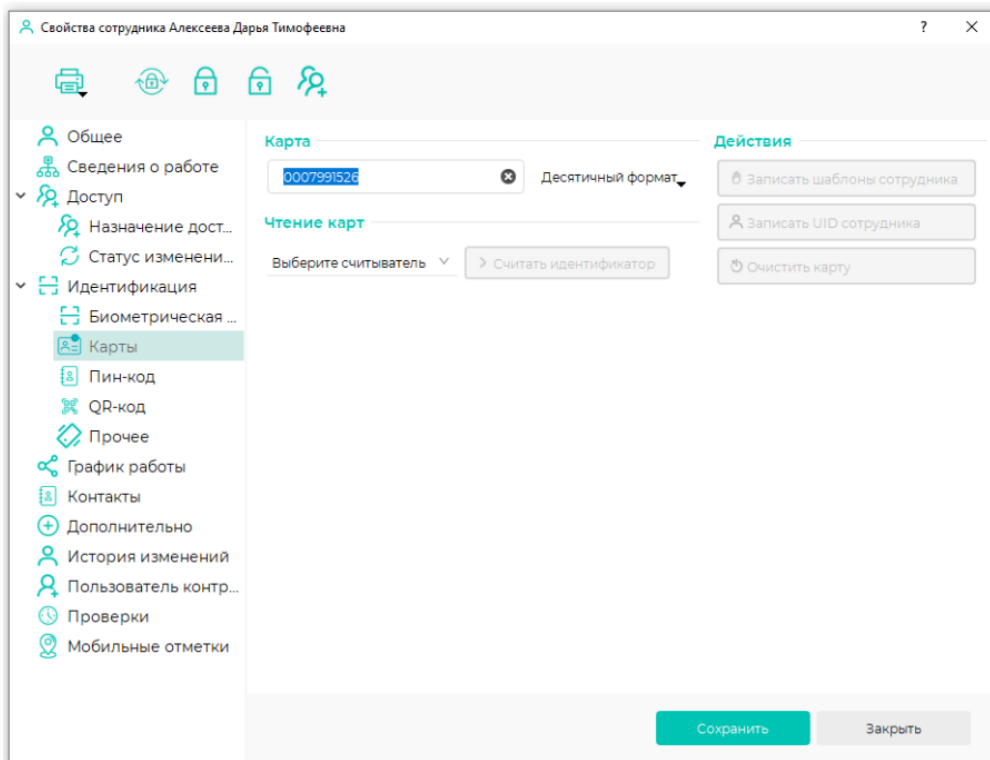 Свойства сотрудника Алексеева Дарья Тимофеевна
?
Общее
Сведения о работе
Доступ
Назначение дост...
Статус изменени...
Идентификация
Биометрическая ...
Карты
Пин-код
QR-код
Прочее
График работы
Контакты
Дополнительно
История изменений
Пользователь контр...
Проверки
Мобильные отметки
Карта
0007991526
Десятичный формат
Чтение карт
Выберите считыватель
Считать идентификатор
Действия
Записать шаблоны сотрудника
Записать UID сотрудника
Очистить карту
Сохранить
Закрыть